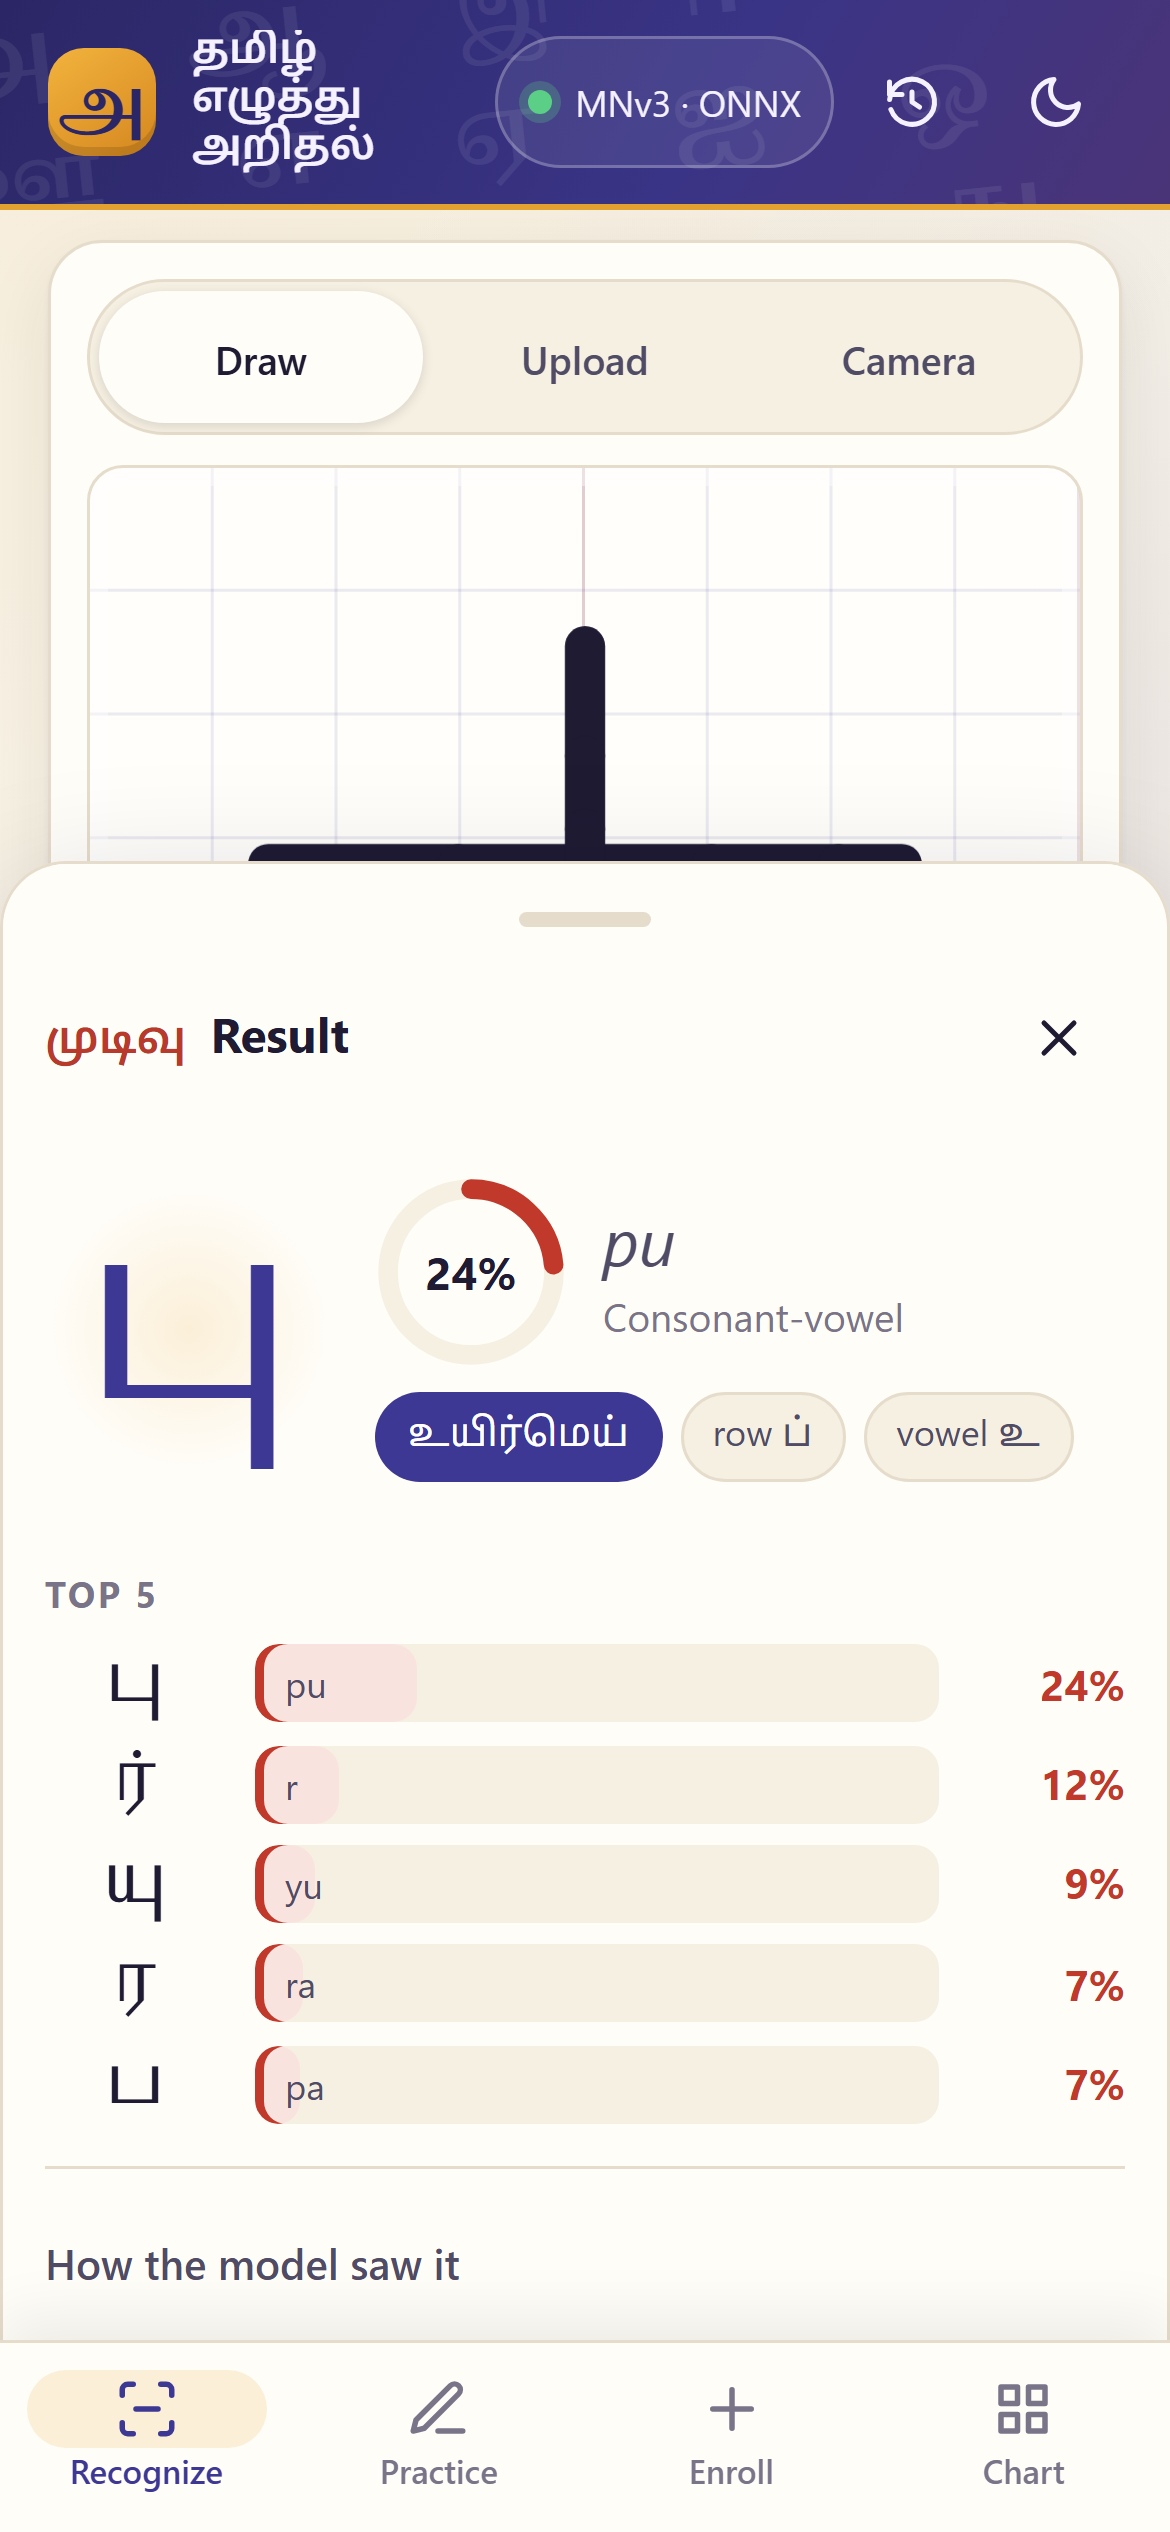 அ
தமிழ்
எழுத்து
அறிதல்
MNv3 · ONNX
Draw Upload Camera
முடிவு Result
பு
24%
pu
Consonant-vowel
உயிர்மெய் row ப் vowel உ
TOP 5
பு pu 24%
ர் r 12%
யு yu 9%
ர ra 7%
ப pa 7%
How the model saw it
Recognize Practice Enroll Chart